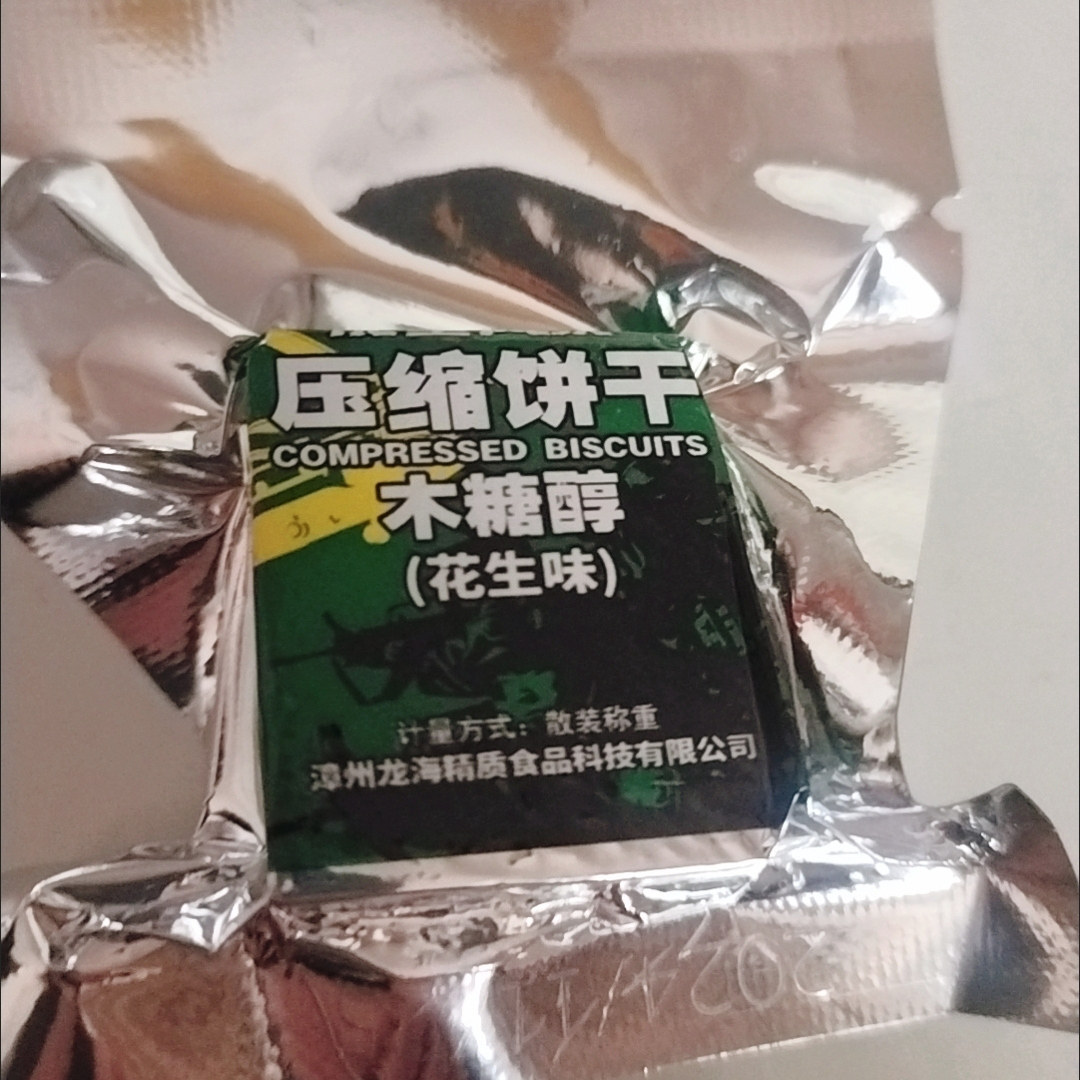 压缩饼干
COMPRESSED BISCUITS
木糖醇
(花生味)
计量方式：散装称重
漳州龙海精质食品科技有限公司